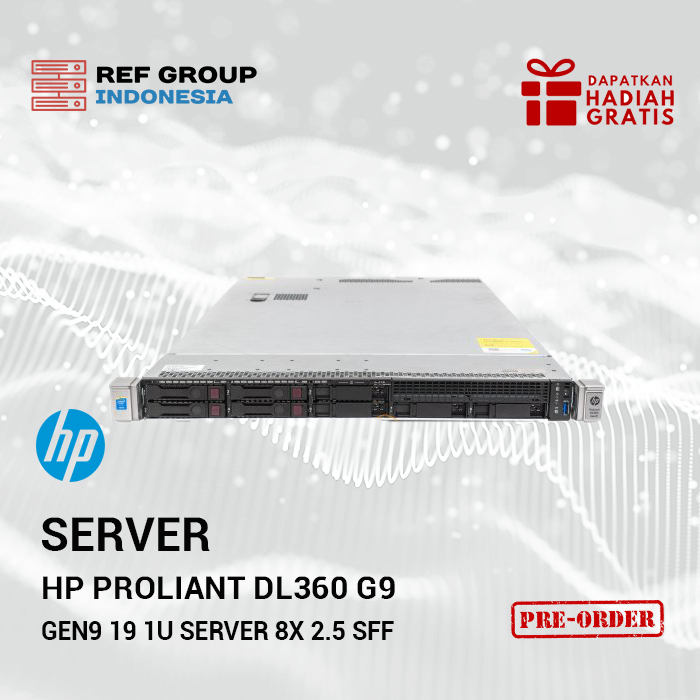 REF GROUP
INDONESIA
DAPATKAN
HADIAH
GRATIS
hp
SERVER
HP PROLIANT DL360 G9
GEN9 19 1U SERVER 8X 2.5 SFF
PRE-ORDER